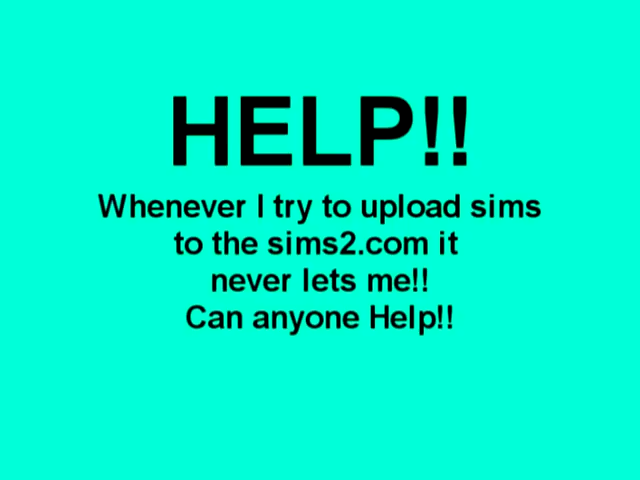 HELP!!
Whenever I try to upload sims
to the sims2.com it
never lets me!!
Can anyone Help!!